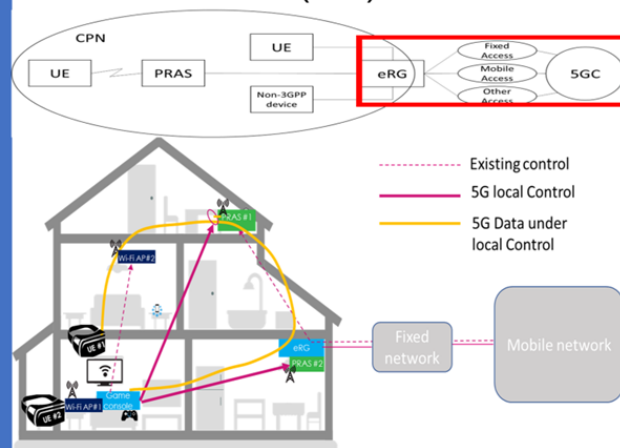 CPN
UE
PRAS
UE
Non-3GPP
device
eRG
Fixed
Access
Mobile
Access
Other
Access
5GC
Existing control
5G local Control
5G Data under
local Control
PRAS #1
Wi-Fi AP#2
UE #1
eRG
PRAS #2
Fixed
network
Mobile network
Game
console
Wi-Fi AP#1
UE #2